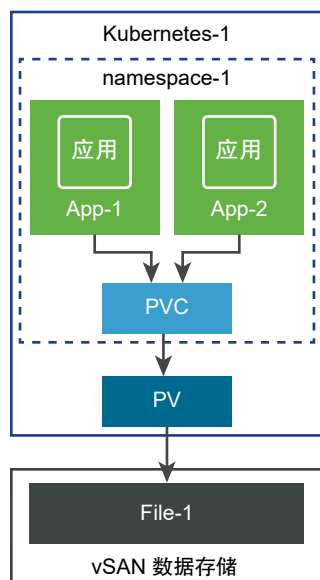 Kubernetes-1
namespace-1
应用 应用
App-1 App-2
PVC
PV
File-1
vSAN 数据存储